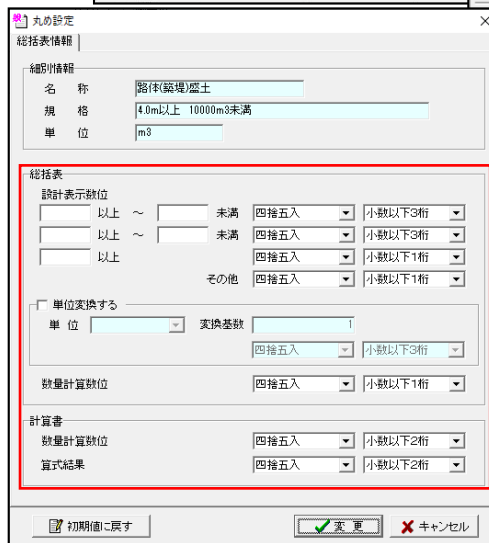 丸め設定
総括表情報
細別情報
名 称 路体(築堤)盛土
規 格 4.0m以上 10000m3未満
単 位 m3
総括表
設計表示数位
以上 ～ 未満 四捨五入 小数以下3桁
以上 ～ 未満 四捨五入 小数以下3桁
以上 四捨五入 小数以下1桁
その他 四捨五入 小数以下1桁
単位変換する
単 位 変換基数 1
四捨五入 小数以下3桁
数量計算数位 四捨五入 小数以下1桁
計算書
数量計算数位 四捨五入 小数以下2桁
算式結果 四捨五入 小数以下2桁
初期値に戻す 変 更 キャンセル